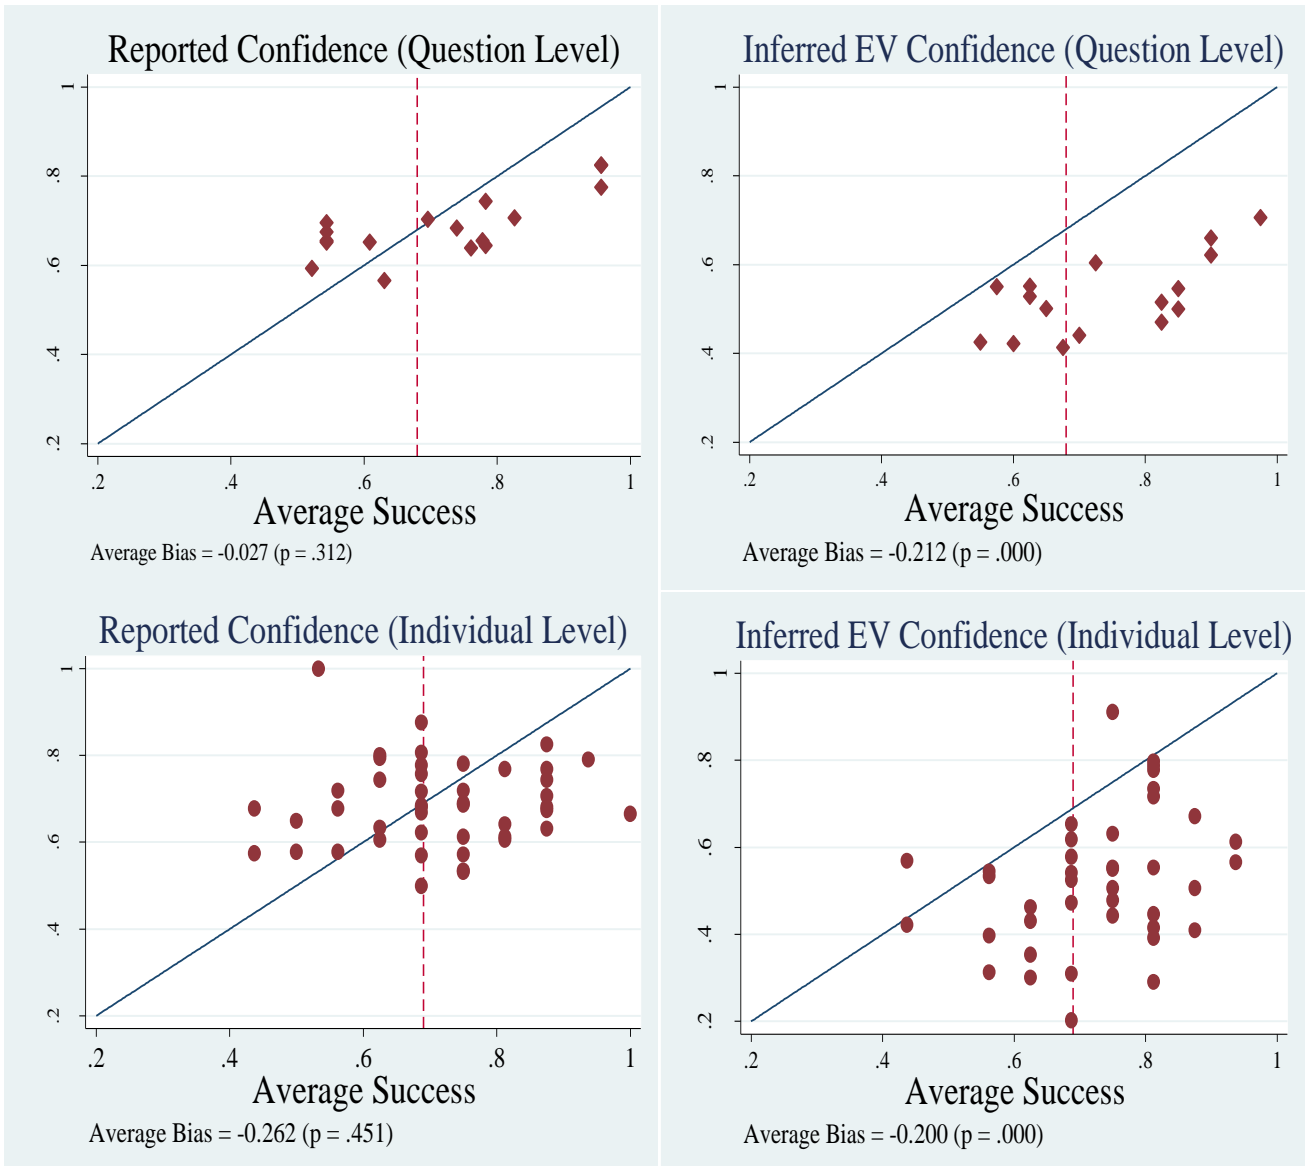 Reported Confidence (Question Level)
1
.8
.6
.4
.2
.2 .4 .6 .8 1
Average Success
Average Bias = -0.027 (p = .312)
Inferred EV Confidence (Question Level)
1
.8
.6
.4
.2
.2 .4 .6 .8 1
Average Success
Average Bias = -0.212 (p = .000)
Reported Confidence (Individual Level)
1
.8
.6
.4
.2
.2 .4 .6 .8 1
Average Success
Average Bias = -0.262 (p = .451)
Inferred EV Confidence (Individual Level)
1
.8
.6
.4
.2
.2 .4 .6 .8 1
Average Success
Average Bias = -0.200 (p = .000)